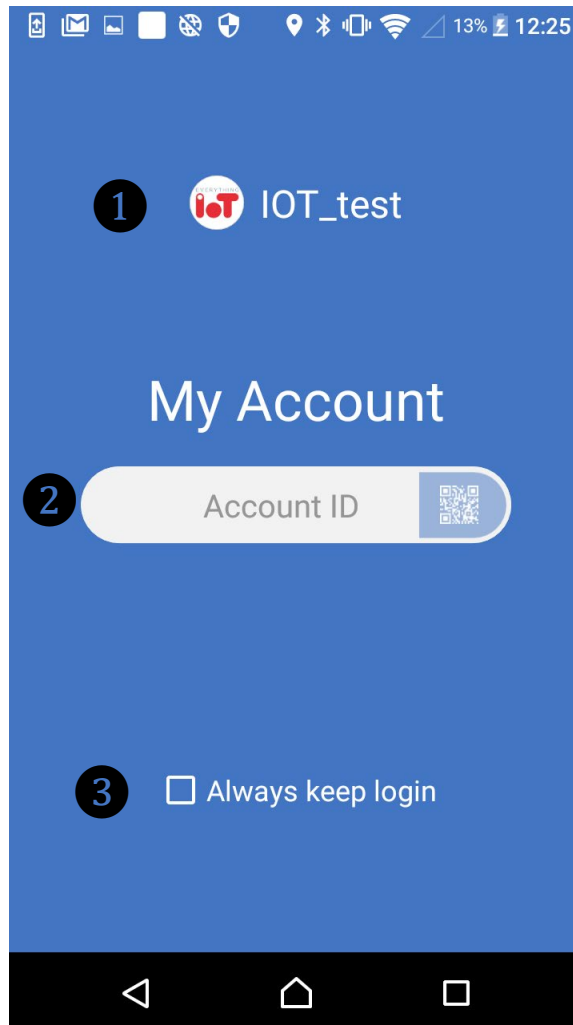 13% 12:25
1 EVERYTHING IoT IOT_test
My Account
2 Account ID
3 Always keep login